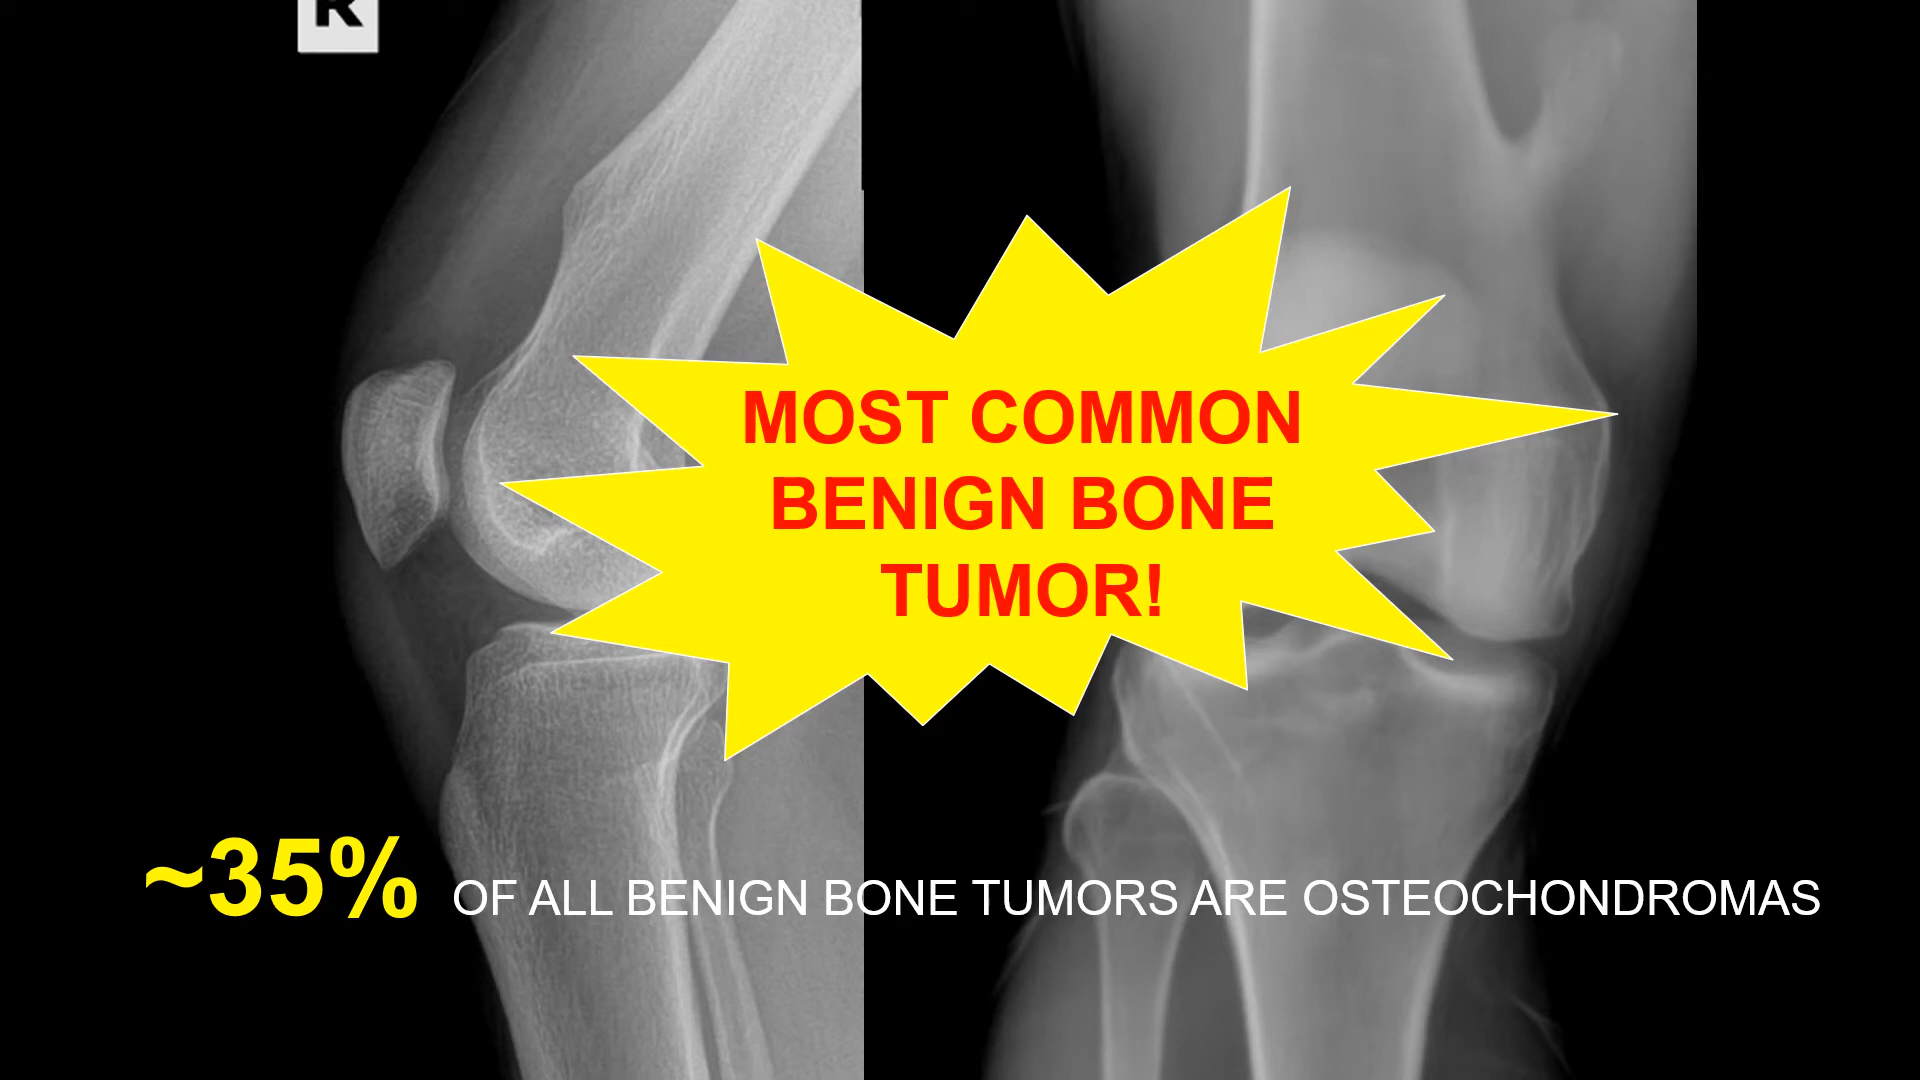 R
MOST COMMON
BENIGN BONE
TUMOR!
~35% OF ALL BENIGN BONE TUMORS ARE OSTEOCHONDROMAS